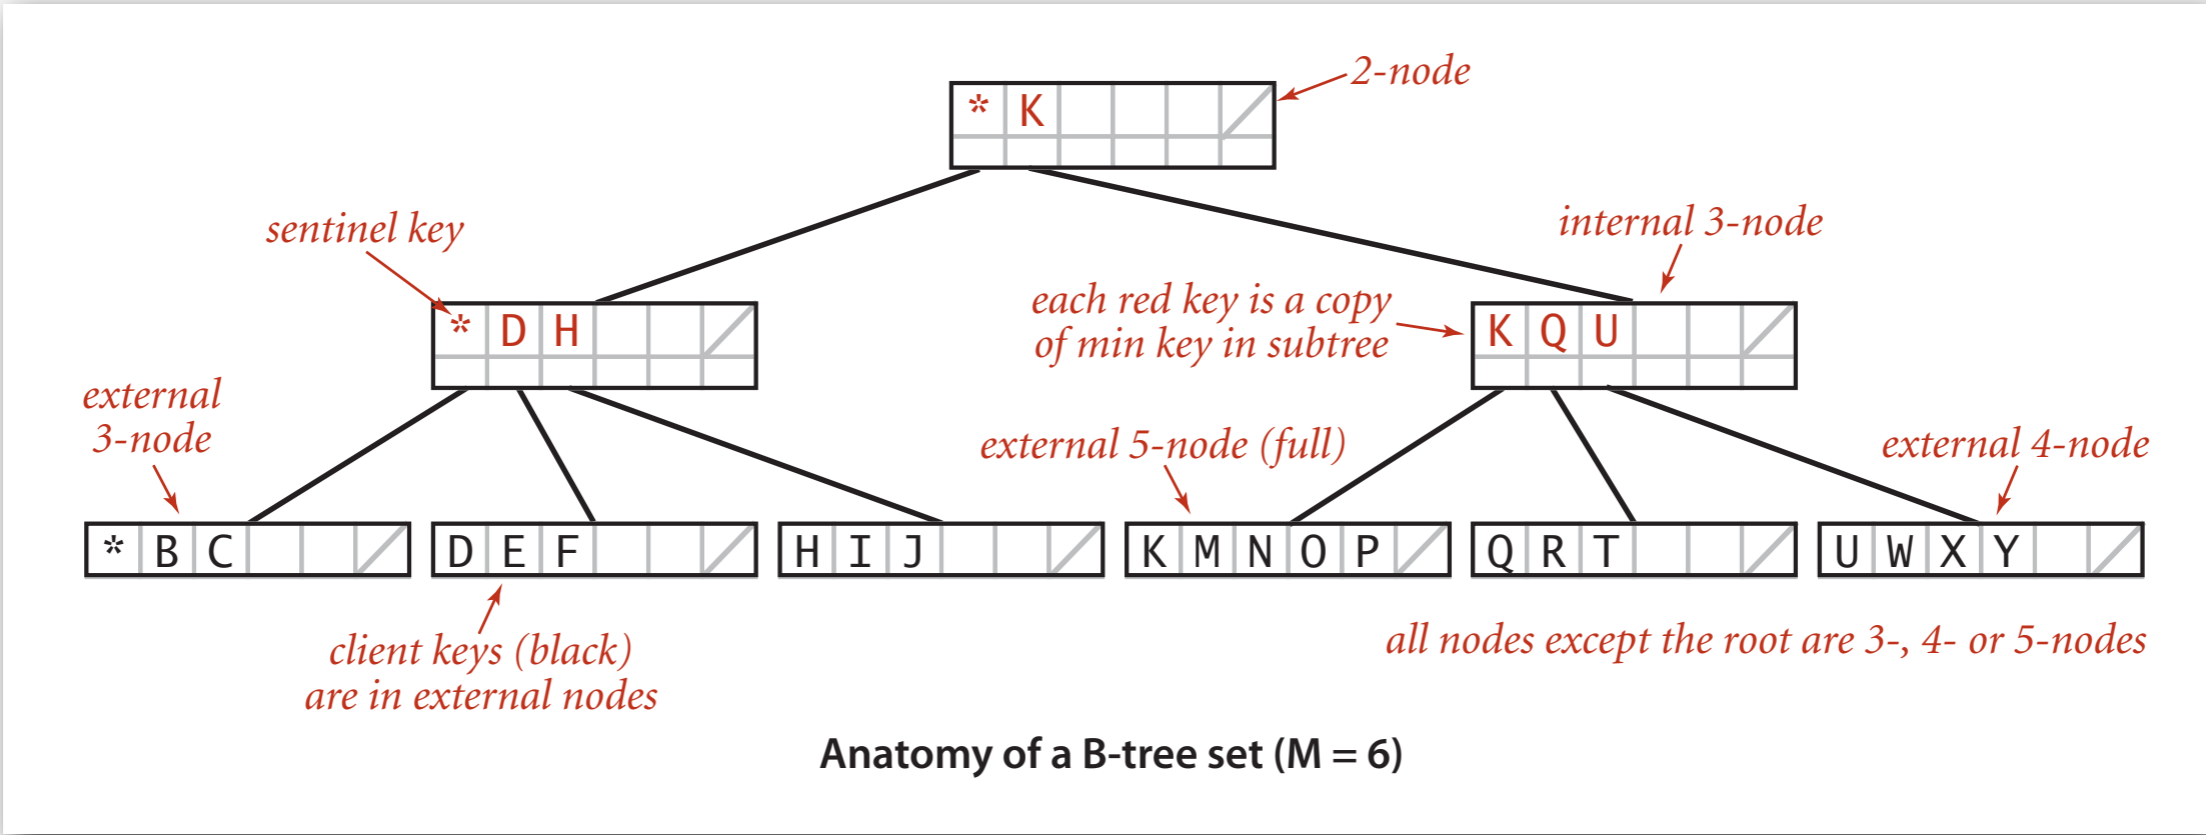 2-node
* K
sentinel key
internal 3-node
each red key is a copy
of min key in subtree
* D H
K Q U
external
3-node
external 5-node (full)
external 4-node
* B C
D E F
H I J
K M N O P
Q R T
U W X Y
client keys (black)
are in external nodes
all nodes except the root are 3-, 4- or 5-nodes
Anatomy of a B-tree set (M = 6)